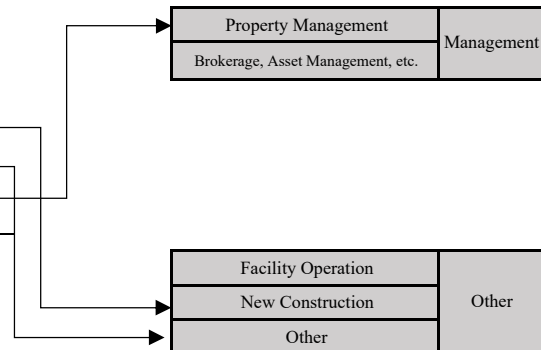 Property Management
Management
Brokerage, Asset Management, etc.
Facility Operation
New Construction
Other
Other